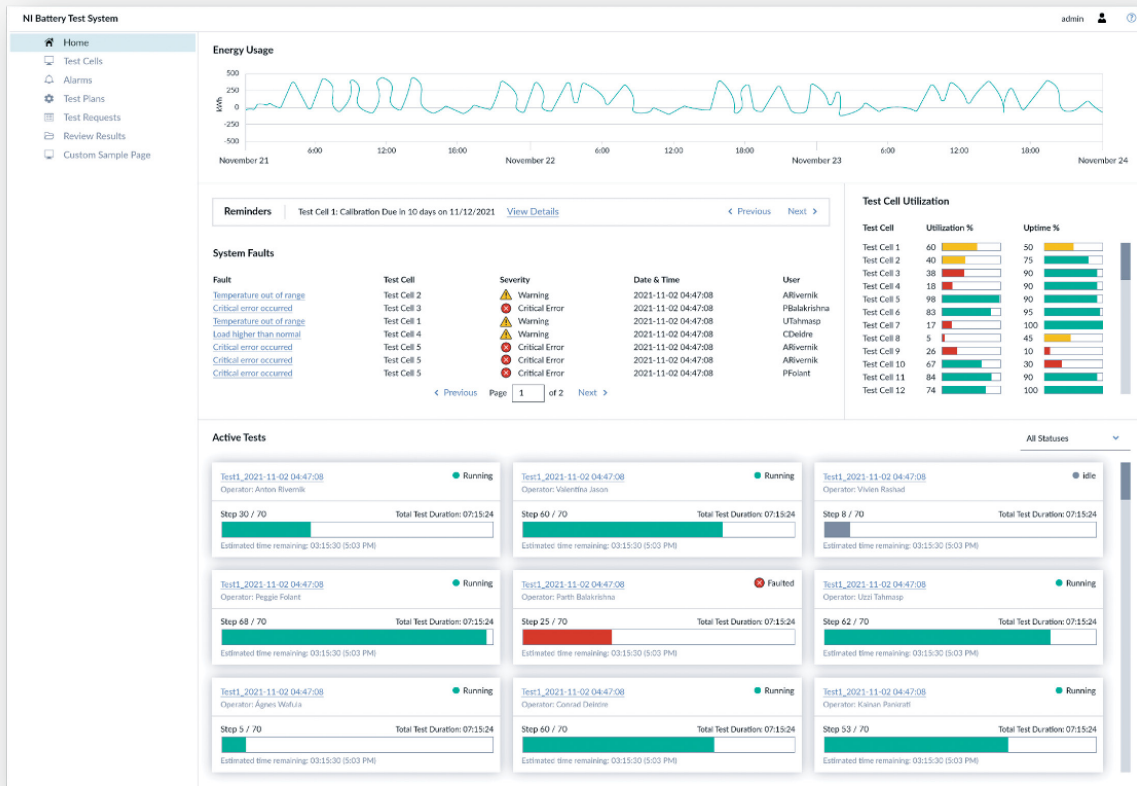 NI Battery Test System
admin
Home
Test Cells
Alarms
Test Plans
Test Requests
Review Results
Custom Sample Page
Energy Usage
kWh
500
250
0
-250
-500
6:00 12:00 18:00 6:00 12:00 18:00 6:00 12:00 18:00
November 21 November 22 November 23 November 24
Reminders Test Cell 1: Calibration Due in 10 days on 11/12/2021 View Details < Previous Next >
System Faults
Fault Test Cell Severity Date & Time User
Temperature out of range Test Cell 2 Warning 2021-11-02 04:47:08 ARivernik
Critical error occurred Test Cell 3 Critical Error 2021-11-02 04:47:08 PBalakrishna
Temperature out of range Test Cell 1 Warning 2021-11-02 04:47:08 UTahmasp
Load higher than normal Test Cell 4 Warning 2021-11-02 04:47:08 CDeidre
Critical error occurred Test Cell 5 Critical Error 2021-11-02 04:47:08 ARivernik
Critical error occurred Test Cell 5 Critical Error 2021-11-02 04:47:08 ARivernik
Critical error occurred Test Cell 5 Critical Error 2021-11-02 04:47:08 PFolant
< Previous Page 1 of 2 Next >
Test Cell Utilization
Test Cell Utilization % Uptime %
Test Cell 1 60 50
Test Cell 2 40 75
Test Cell 3 38 90
Test Cell 4 18 90
Test Cell 5 98 90
Test Cell 6 83 95
Test Cell 7 17 100
Test Cell 8 5 45
Test Cell 9 26 10
Test Cell 10 67 30
Test Cell 11 84 90
Test Cell 12 74 100
Active Tests
All Statuses
Test1_2021-11-02 04:47:08 Running
Operator: Anton Rivernik
Step 30 / 70 Total Test Duration: 07:15:24
Estimated time remaining: 03:15:30 (5:03 PM)
Test1_2021-11-02 04:47:08 Running
Operator: Valentina Jason
Step 60 / 70 Total Test Duration: 07:15:24
Estimated time remaining: 03:15:30 (5:03 PM)
Test1_2021-11-02 04:47:08 idle
Operator: Vivien Rashad
Step 8 / 70 Total Test Duration: 07:15:24
Estimated time remaining: 03:15:30 (5:03 PM)
Test1_2021-11-02 04:47:08 Running
Operator: Peggie Folant
Step 68 / 70 Total Test Duration: 07:15:24
Estimated time remaining: 03:15:30 (5:03 PM)
Test1_2021-11-02 04:47:08 Faulted
Operator: Parth Balakrishna
Step 25 / 70 Total Test Duration: 07:15:24
Estimated time remaining: 03:15:30 (5:03 PM)
Test1_2021-11-02 04:47:08 Running
Operator: Uzzi Tahmasp
Step 62 / 70 Total Test Duration: 07:15:24
Estimated time remaining: 03:15:30 (5:03 PM)
Test1_2021-11-02 04:47:08 Running
Operator: Ágnes Wafula
Step 5 / 70 Total Test Duration: 07:15:24
Estimated time remaining: 03:15:30 (5:03 PM)
Test1_2021-11-02 04:47:08 Running
Operator: Conrad Deirdre
Step 60 / 70 Total Test Duration: 07:15:24
Estimated time remaining: 03:15:30 (5:03 PM)
Test1_2021-11-02 04:47:08 Running
Operator: Kainan
Step 53 / 70 Total Test Duration: 07:15:24
Estimated time remaining: 03:15:30 (5:03 PM)